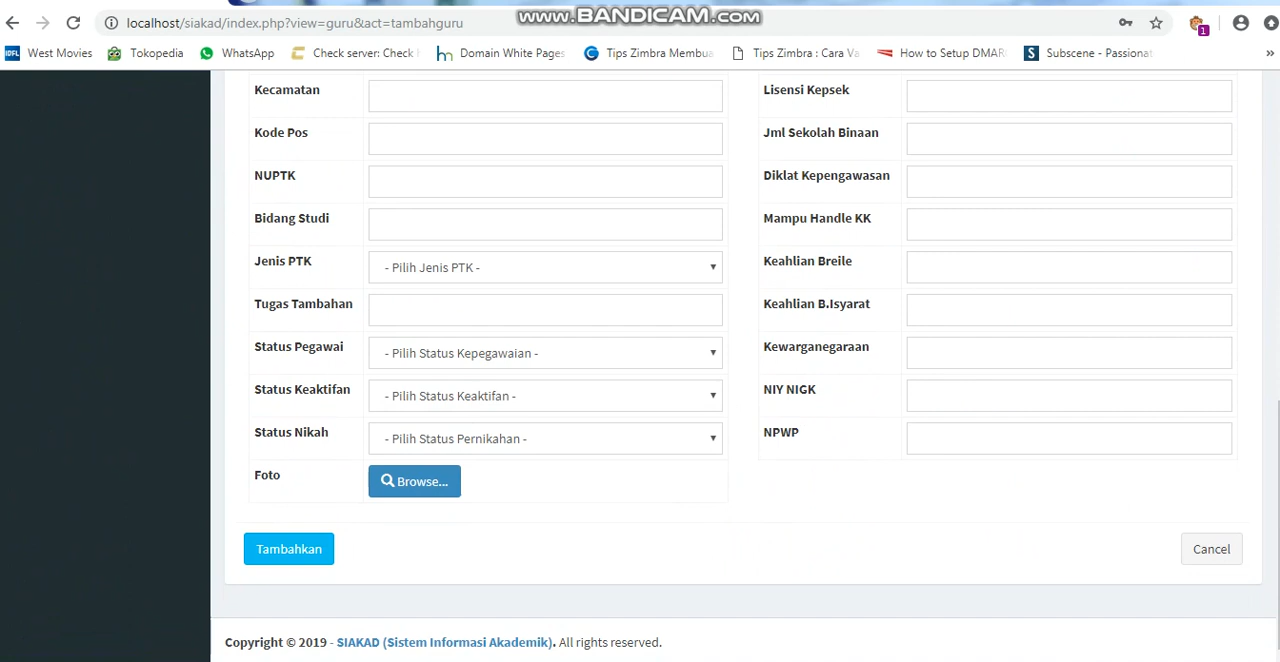 www.BANDICAM.com
localhost/siakad/index.php?view=guru&act=tambahguru
1
IDFL West Movies
Tokopedia
WhatsApp
Check server: Check
Domain White Pages
Tips Zimbra Membua
Tips Zimbra : Cara Va
How to Setup DMAR
S Subscene - Passionat
»
Kecamatan
Lisensi Kepsek
Kode Pos
Jml Sekolah Binaan
NUPTK
Diklat Kepengawasan
Bidang Studi
Mampu Handle KK
Jenis PTK
- Pilih Jenis PTK -
Keahlian Breile
Tugas Tambahan
Keahlian B.Isyarat
Status Pegawai
- Pilih Status Kepegawaian -
Kewarganegaraan
Status Keaktifan
- Pilih Status Keaktifan -
NIY NIGK
Status Nikah
- Pilih Status Pernikahan -
NPWP
Foto
Browse...
Tambahkan
Cancel
Copyright © 2019 - SIAKAD (Sistem Informasi Akademik). All rights reserved.